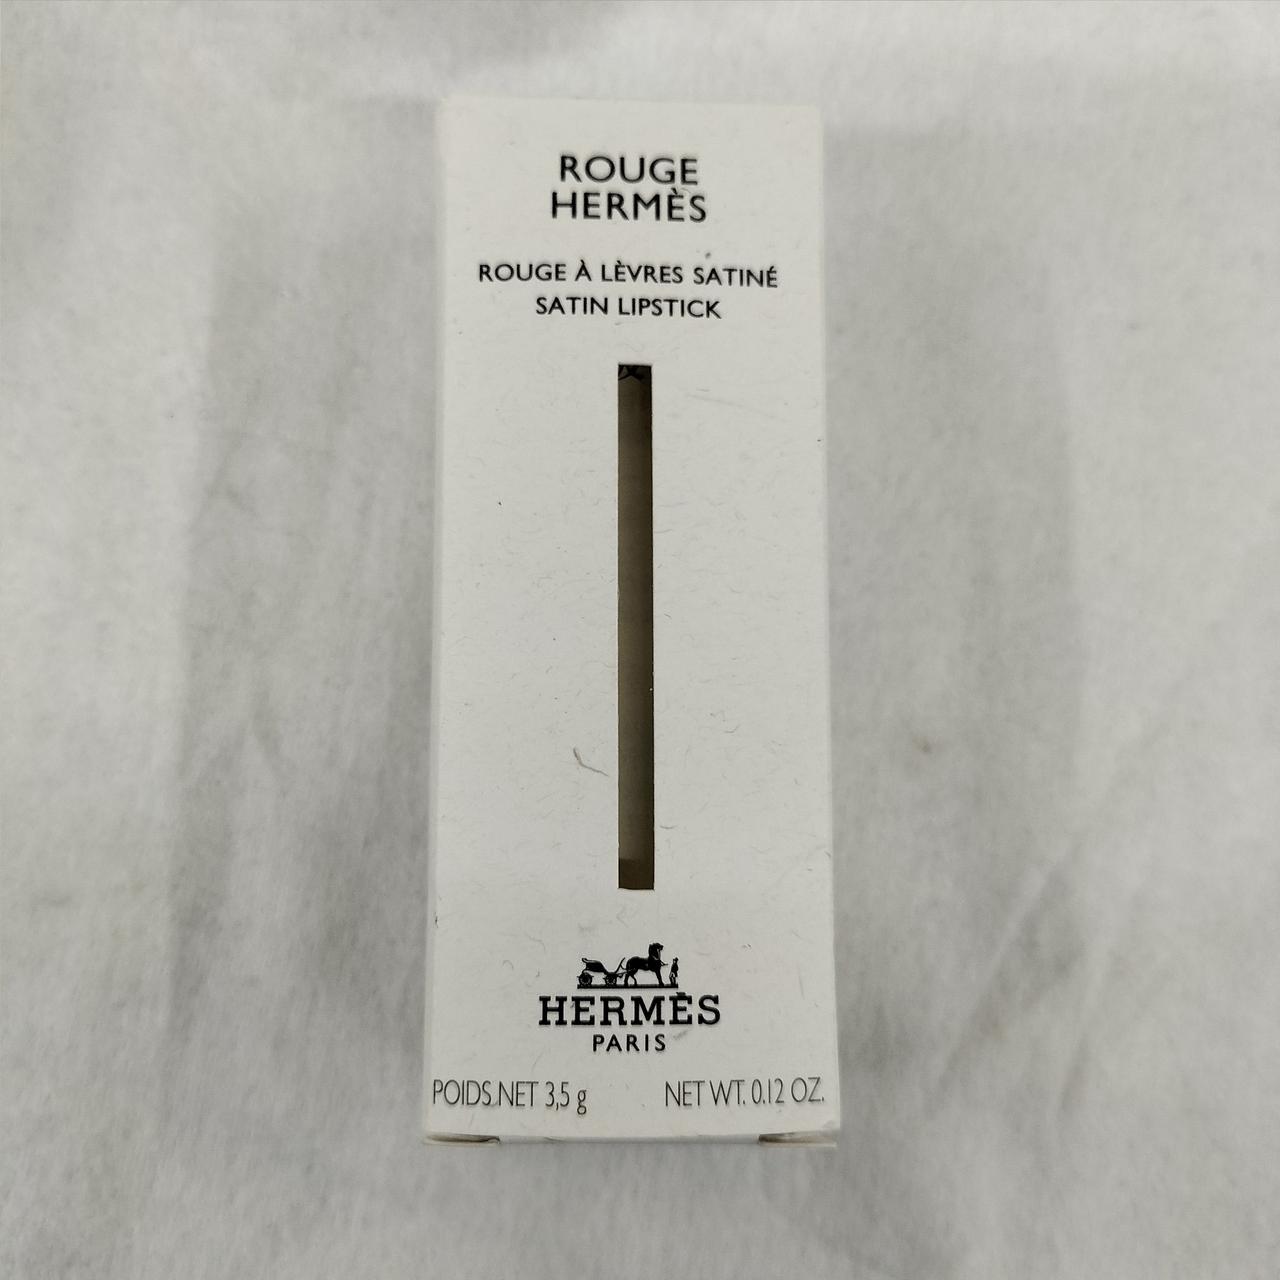 ROUGE
HERMÈS
ROUGE À LÈVRES SATINÉ
SATIN LIPSTICK
HERMÈS
PARIS
POIDS NET 3,5 g NET WT. 0.12 OZ.